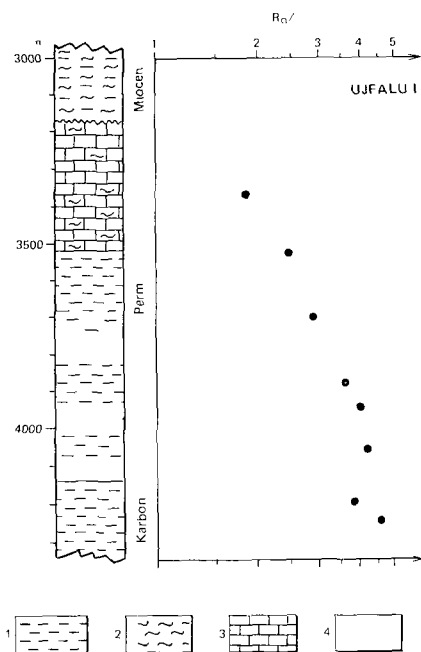 Ro/
m
1 2 3 4 5
3000
UJFALU I
Miocen
3500
Perm
4000
Karbon
1 2 3 4